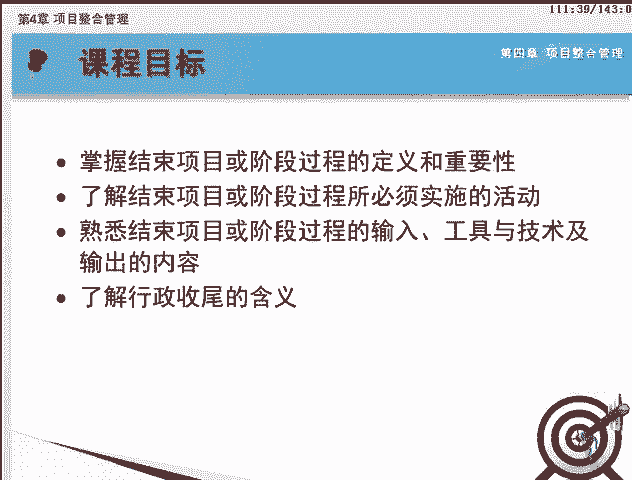 第4章 项目整合管理
111:39/143:0
课程目标
第四章 项目整合管理
• 掌握结束项目或阶段过程的定义和重要性
• 了解结束项目或阶段过程所必须实施的活动
• 熟悉结束项目或阶段过程的输入、工具与技术及
输出的内容
• 了解行政收尾的含义